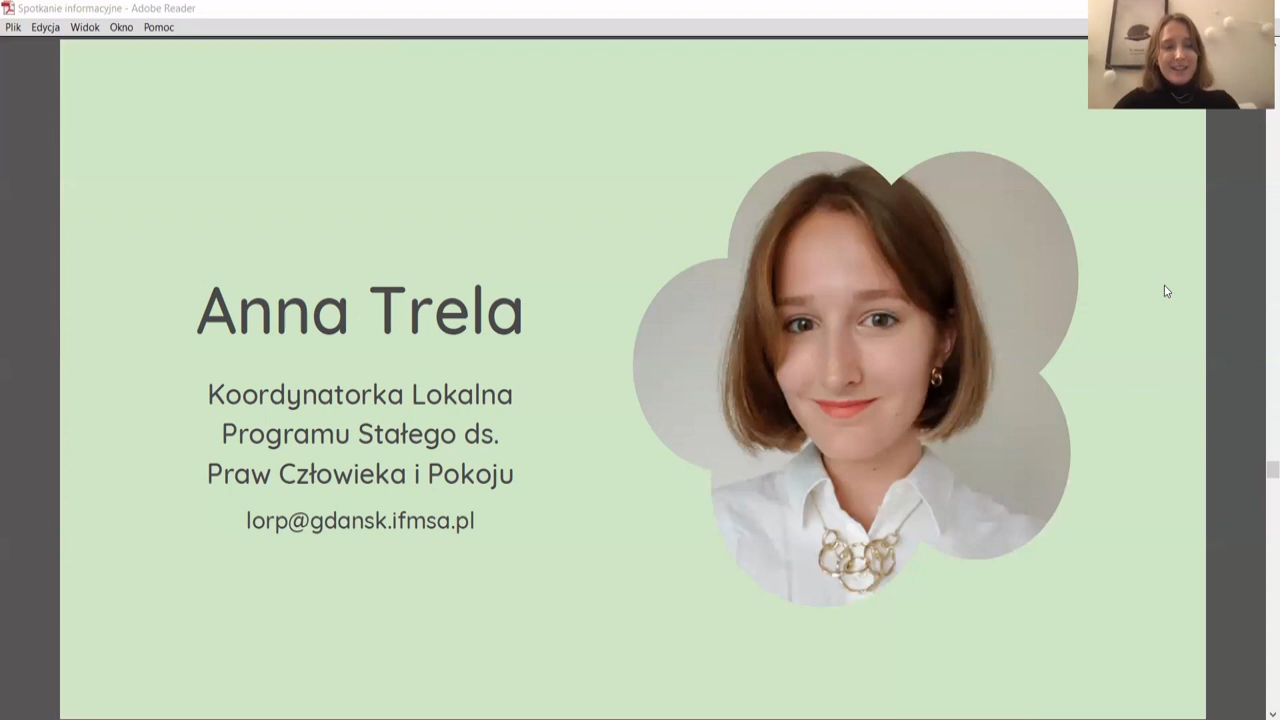 Spotkanie informacyjne - Adobe Reader
Plik Edycja Widok Okno Pomoc
Anna Trela
Koordynatorka Lokalna
Programu Stałego ds.
Praw Człowieka i Pokoju
lorp@gdansk.ifmsa.pl